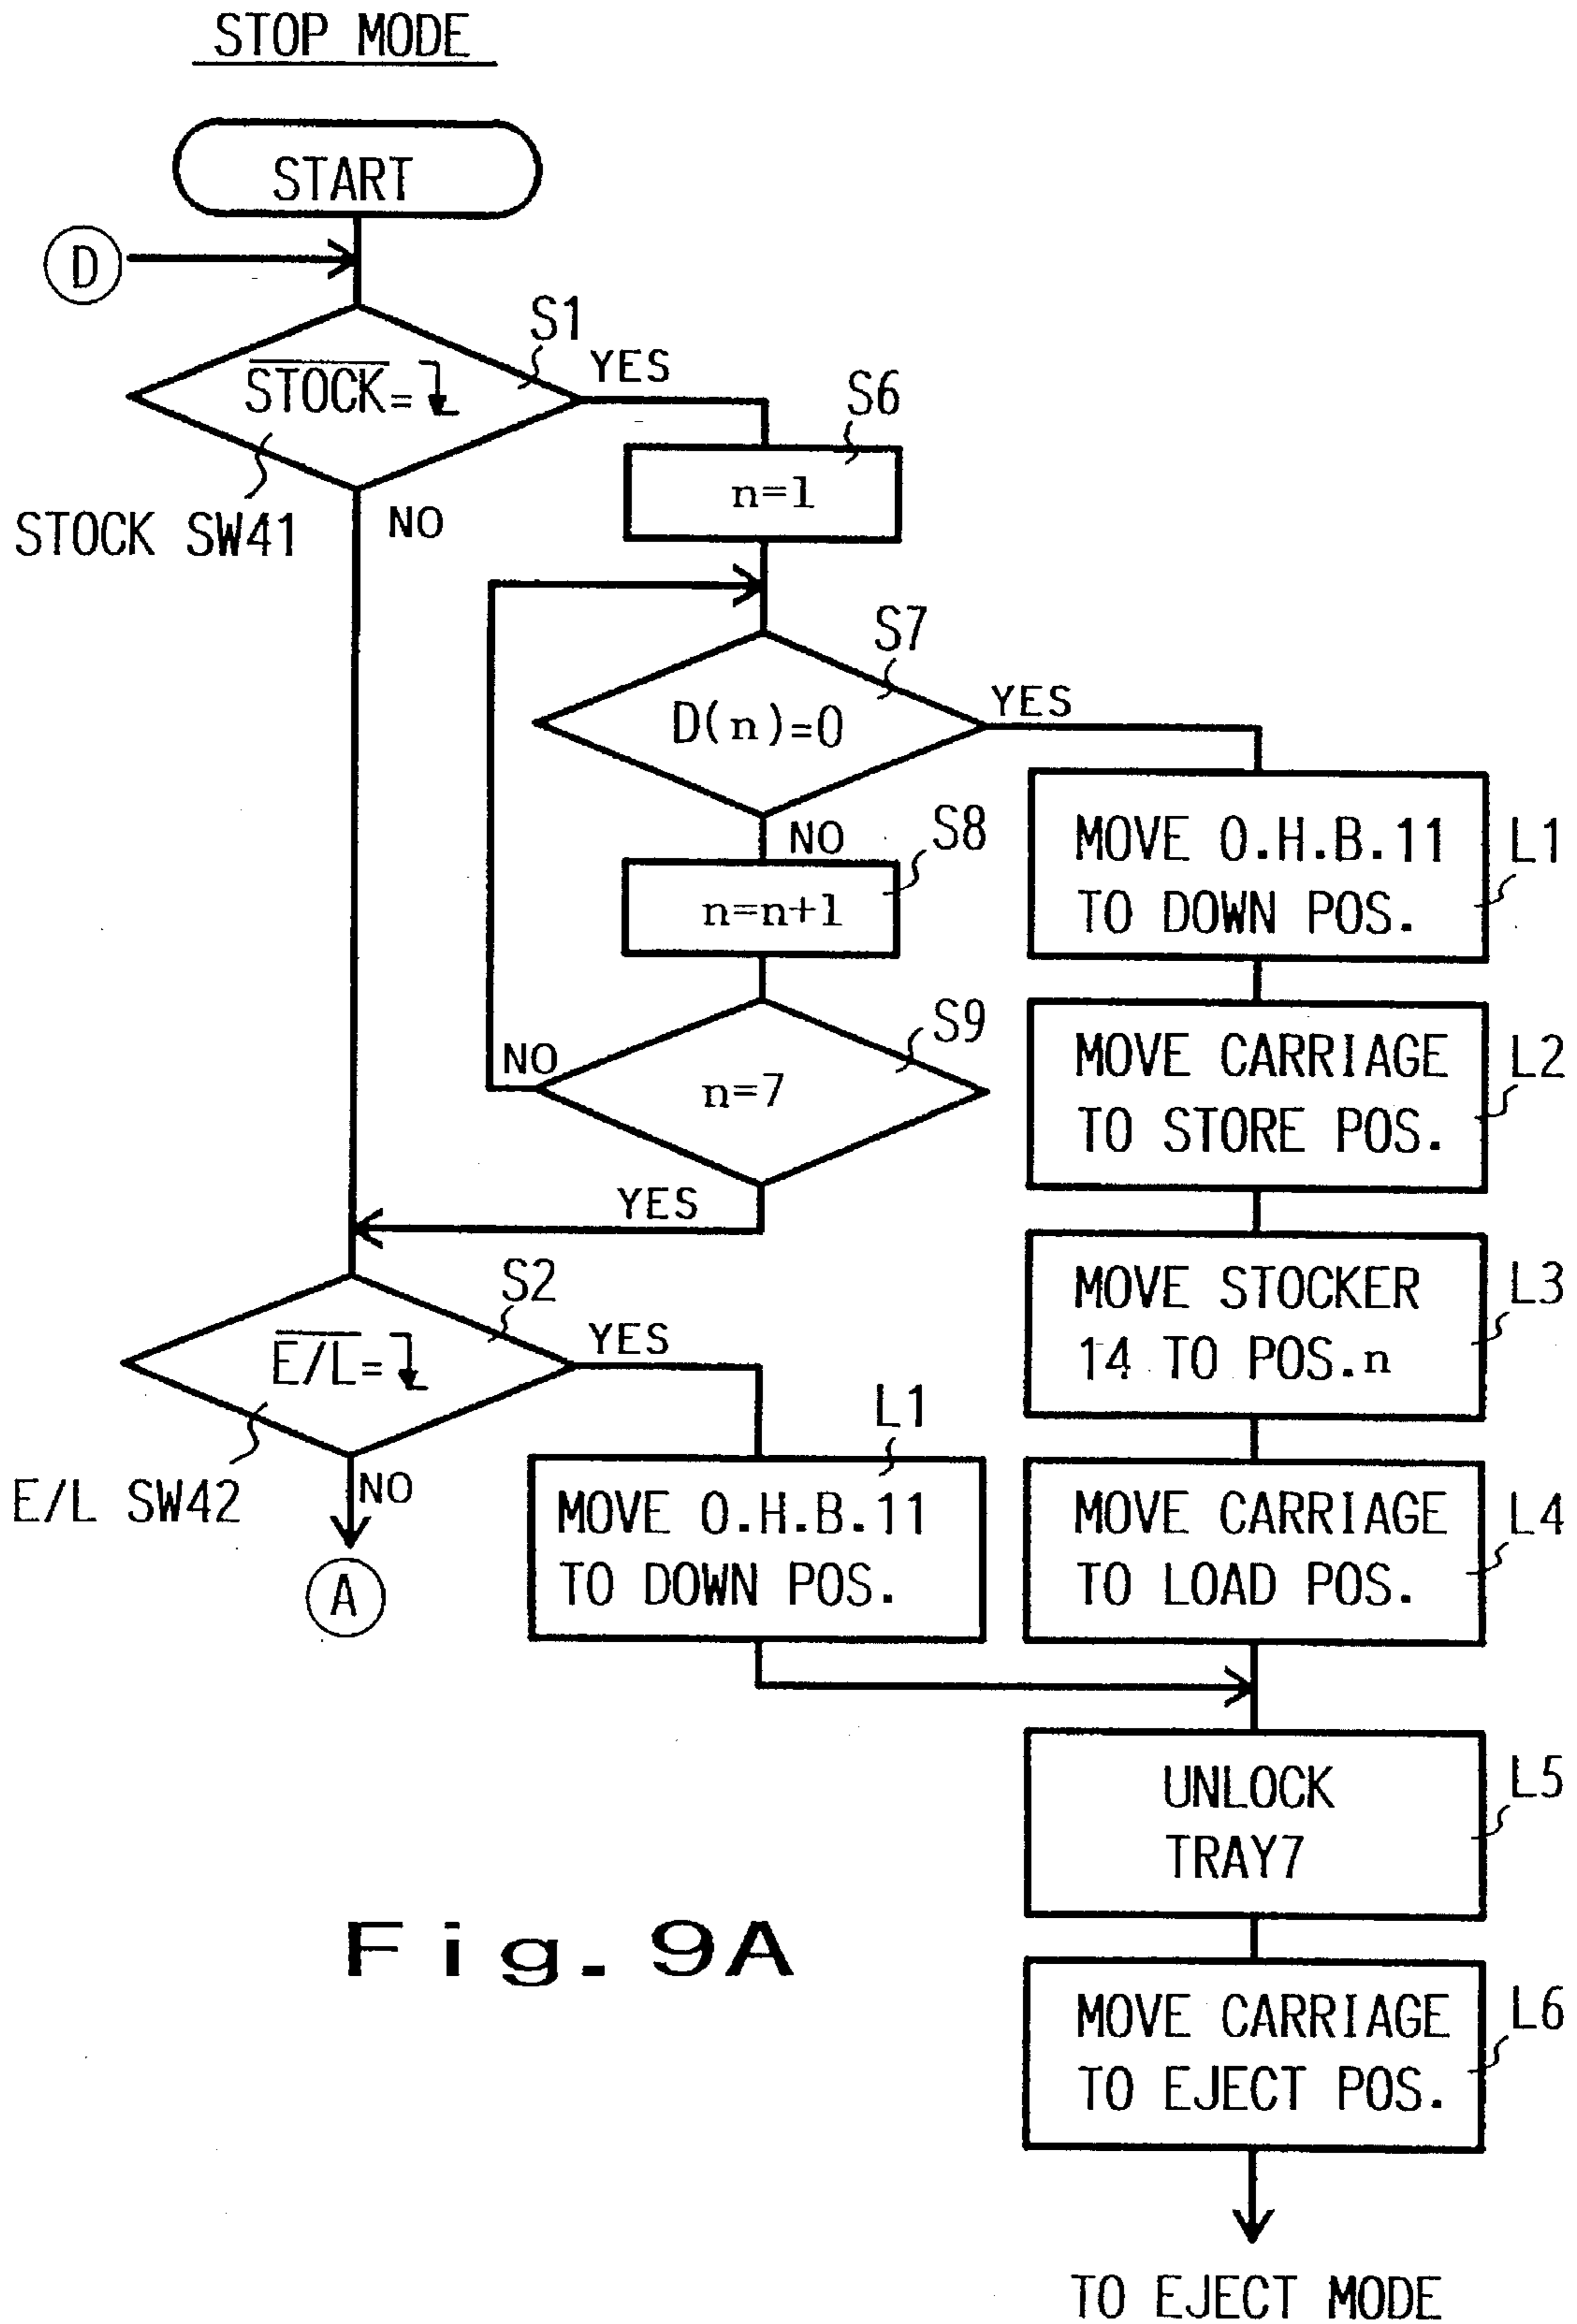 STOP MODE
START
D
S1
STOCK=
YES
STOCK SW41
NO
S6
n=1
S7
D(n)=0
YES
NO
S8
n=n+1
S9
n=7
NO
YES
MOVE O.H.B.11
TO DOWN POS.
L1
MOVE CARRIAGE
TO STORE POS.
L2
MOVE STOCKER
14 TO POS.n
L3
MOVE CARRIAGE
TO LOAD POS.
L4
S2
E/L=
YES
E/L SW42
NO
A
L1
MOVE O.H.B.11
TO DOWN POS.
UNLOCK
TRAY7
L5
MOVE CARRIAGE
TO EJECT POS.
L6
TO EJECT MODE
Fig. 9A